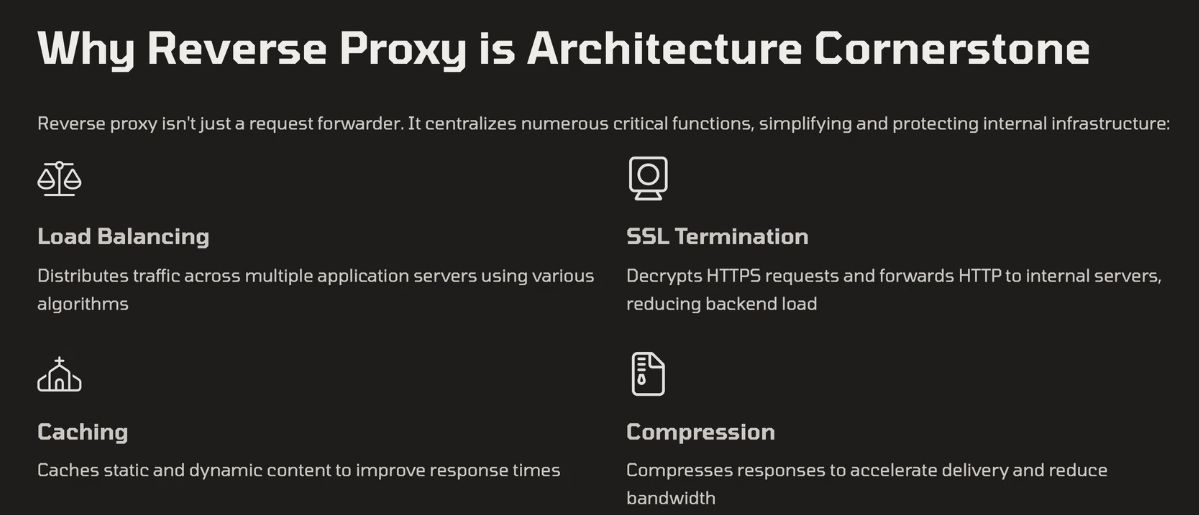 Why Reverse Proxy is Architecture Cornerstone
Reverse proxy isn't just a request forwarder. It centralizes numerous critical functions, simplifying and protecting internal infrastructure:
Load Balancing
Distributes traffic across multiple application servers using various
algorithms
SSL Termination
Decrypts HTTPS requests and forwards HTTP to internal servers,
reducing backend load
Caching
Caches static and dynamic content to improve response times
Compression
Compresses responses to accelerate delivery and reduce
bandwidth